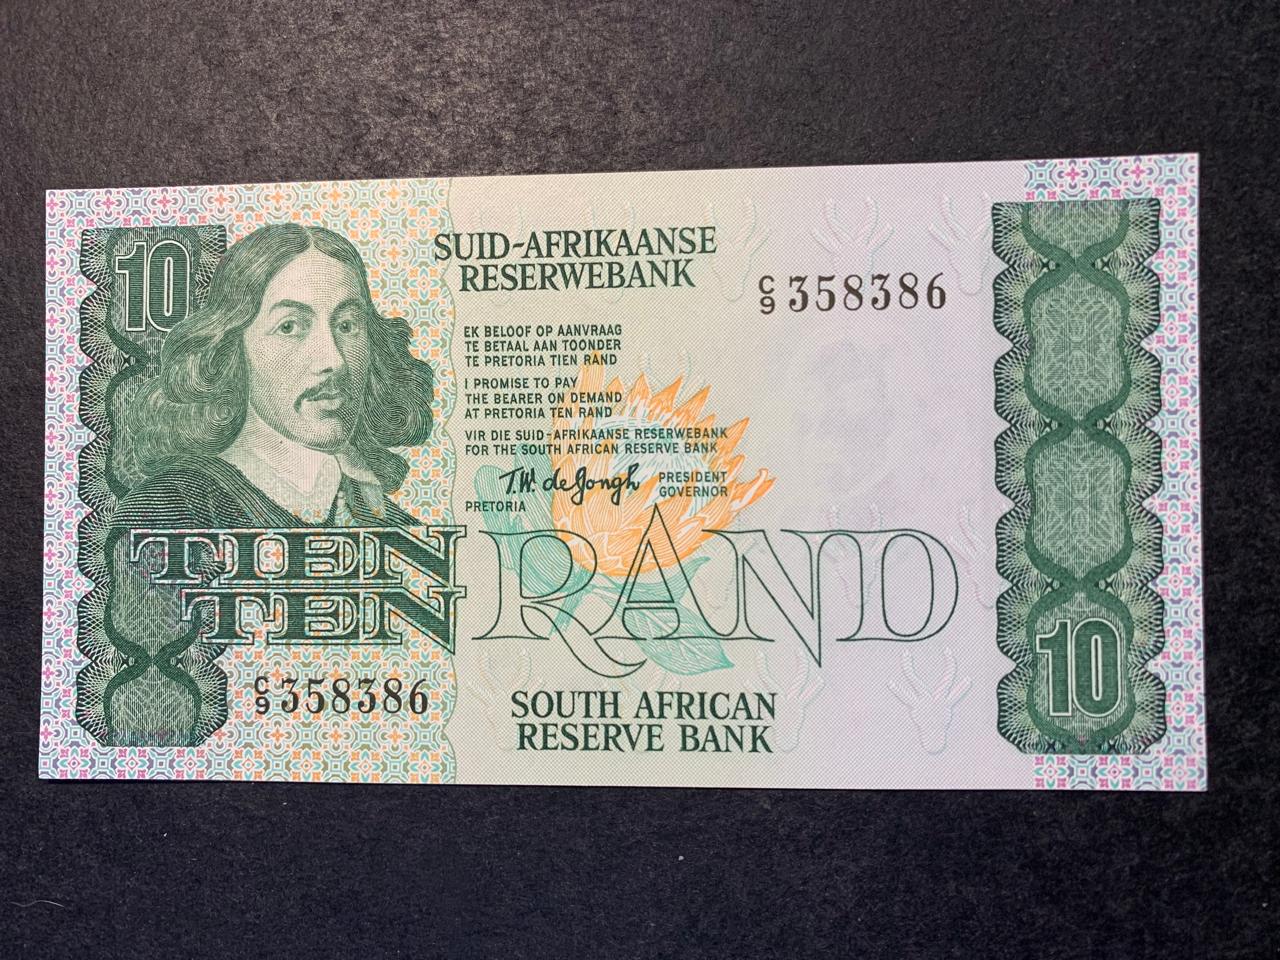 10
SUID-AFRIKAANSE
RESERWEBANK
C/9 358386
EK BELOOF OP AANVRAAG
TE BETAAL AAN TOONDER
TE PRETORIA TIEN RAND
I PROMISE TO PAY
THE BEARER ON DEMAND
AT PRETORIA TEN RAND
VIR DIE SUID-AFRIKAANSE RESERWEBANK
FOR THE SOUTH AFRICAN RESERVE BANK
T.W. de Jongh
PRESIDENT
GOVERNOR
PRETORIA
TIEN
TEN
RAND
10
C/9 358386
SOUTH AFRICAN
RESERVE BANK